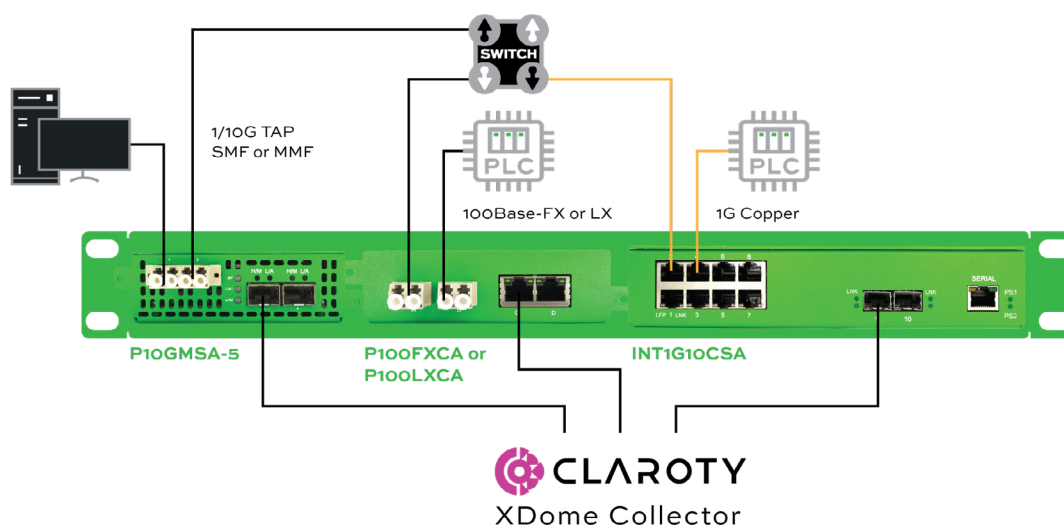 SWITCH
1/10G TAP
SMF or MMF
PLC
PLC
100Base-FX or LX
1G Copper
H/M L/A
H/M L/A
6
8
SERIAL
LNK
LNK
PS1
PS2
LFP 1 LNK 3 5 7
10
C
D
P10GMSA-5
P100FXCA or
P100LXCA
INT1G10CSA
CLAROTY
XDome Collector